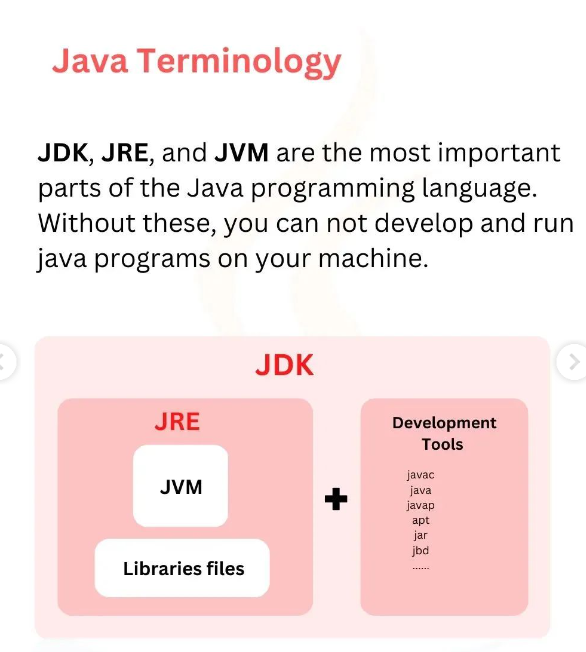 Java Terminology
JDK, JRE, and JVM are the most important
parts of the Java programming language.
Without these, you can not develop and run
java programs on your machine.
JDK
JRE
JVM
Libraries files
Development
Tools
javac
java
javap
apt
jar
jbd
......